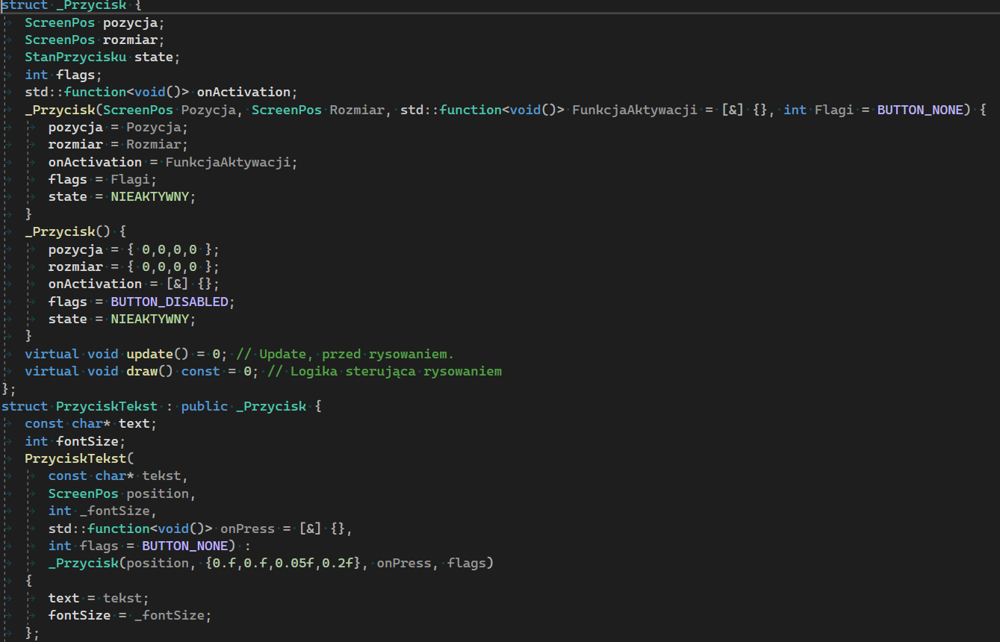 struct _Przycisk {
ScreenPos pozycja;
ScreenPos rozmiar;
StanPrzycisku state;
int flags;
std::function<void()> onActivation;
_Przycisk(ScreenPos Pozycja, ScreenPos Rozmiar, std::function<void()> FunkcjaAktywacji = [&] {}, int Flagi = BUTTON_NONE) {
pozycja = Pozycja;
rozmiar = Rozmiar;
onActivation = FunkcjaAktywacji;
flags = Flagi;
state = NIEAKTYWNY;
}
_Przycisk() {
pozycja = { 0,0,0,0 };
rozmiar = { 0,0,0,0 };
onActivation = [&] {};
flags = BUTTON_DISABLED;
state = NIEAKTYWNY;
}
virtual void update() = 0; // Update, przed rysowaniem.
virtual void draw() const = 0; // Logika sterująca rysowaniem
};
struct PrzyciskTekst : public _Przycisk {
const char* text;
int fontSize;
PrzyciskTekst(
const char* tekst,
ScreenPos position,
int _fontSize,
std::function<void()> onPress = [&] {},
int flags = BUTTON_NONE) :
_Przycisk(position, {0.f,0.f,0.05f,0.2f}, onPress, flags)
{
text = tekst;
fontSize = _fontSize;
};